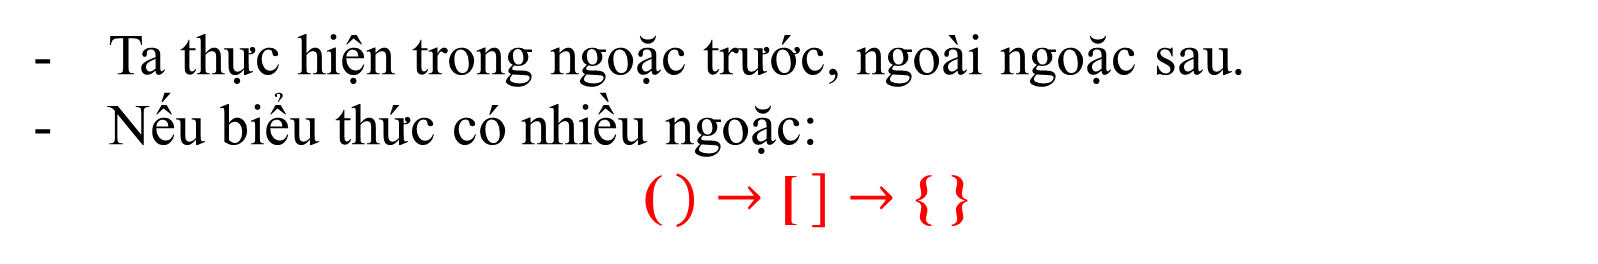 - Ta thực hiện trong ngoặc trước, ngoài ngoặc sau.
- Nếu biểu thức có nhiều ngoặc:
( ) → [ ] → { }